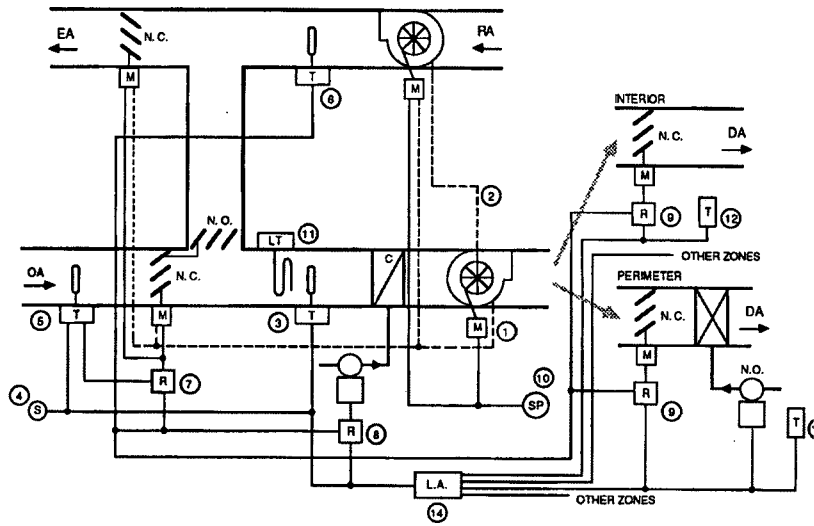 EA
N.C.
RA
M
T
M
6
INTERIOR
DA
N.C.
2
M
N.O.
11
LT
R
9
T
12
C
OTHER ZONES
OA
N.C.
PERIMETER
N.C.
DA
5
T
M
3
T
M
1
M
N.O.
10
4
S
R
7
SP
R
9
T
R
8
L.A.
14
OTHER ZONES